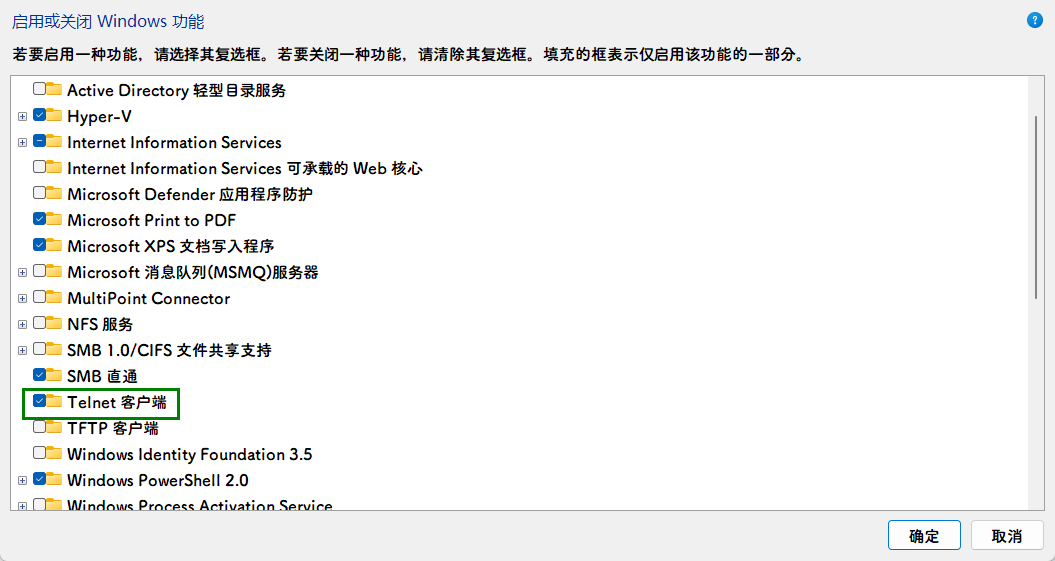 启用或关闭 Windows 功能
若要启用一种功能，请选择其复选框。若要关闭一种功能，请清除其复选框。填充的框表示仅启用该功能的一部分。
Active Directory 轻型目录服务
Hyper-V
Internet Information Services
Internet Information Services 可承载的 Web 核心
Microsoft Defender 应用程序防护
Microsoft Print to PDF
Microsoft XPS 文档写入程序
Microsoft 消息队列(MSMQ)服务器
MultiPoint Connector
NFS 服务
SMB 1.0/CIFS 文件共享支持
SMB 直通
Telnet 客户端
TFTP 客户端
Windows Identity Foundation 3.5
Windows PowerShell 2.0
Windows Process Activation Service
确定 取消